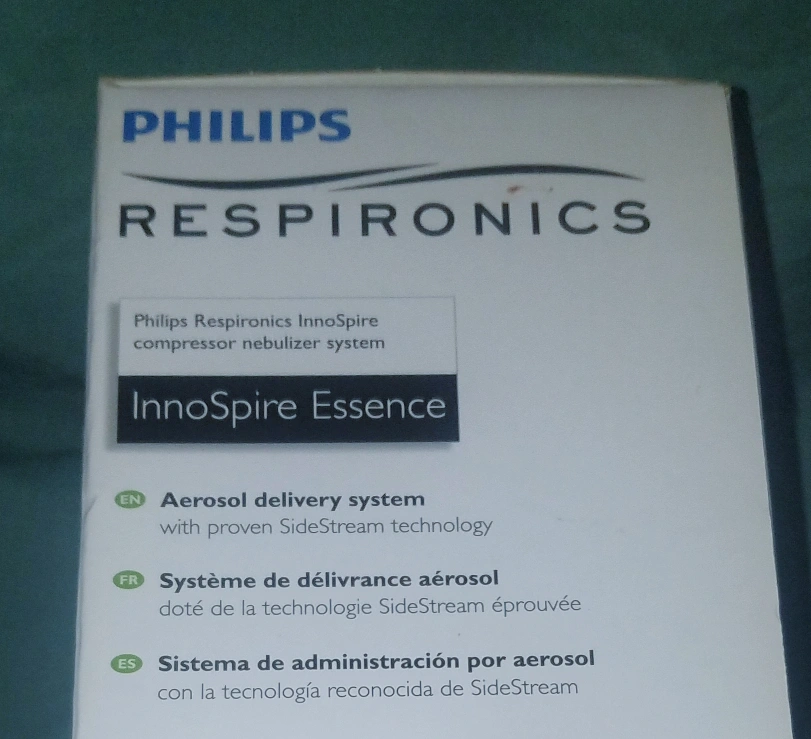 PHILIPS
RESPIRONICS
Philips Respironics InnoSpire
compressor nebulizer system
InnoSpire Essence
EN Aerosol delivery system
with proven SideStream technology
FR Système de délivrance aérosol
doté de la technologie SideStream éprouvée
ES Sistema de administración por aerosol
con la tecnología reconocida de SideStream